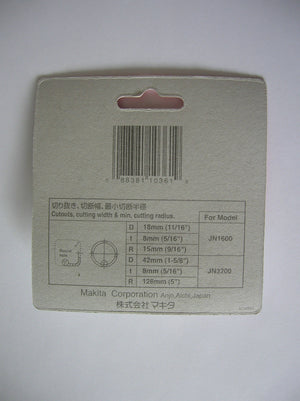 88381 10361
切り抜き、切断幅、最小切断半径
Cutouts, cutting width & min. cutting radius.
For Model
D 18mm (11/16")
t 8mm (5/16") JN1600
R 15mm (9/16")
D 42mm (1-5/8")
t 8mm (5/16") JN3200
R 128mm (5")
Makita Corporation Anjo, Aichi, Japan
株式会社 マキタ